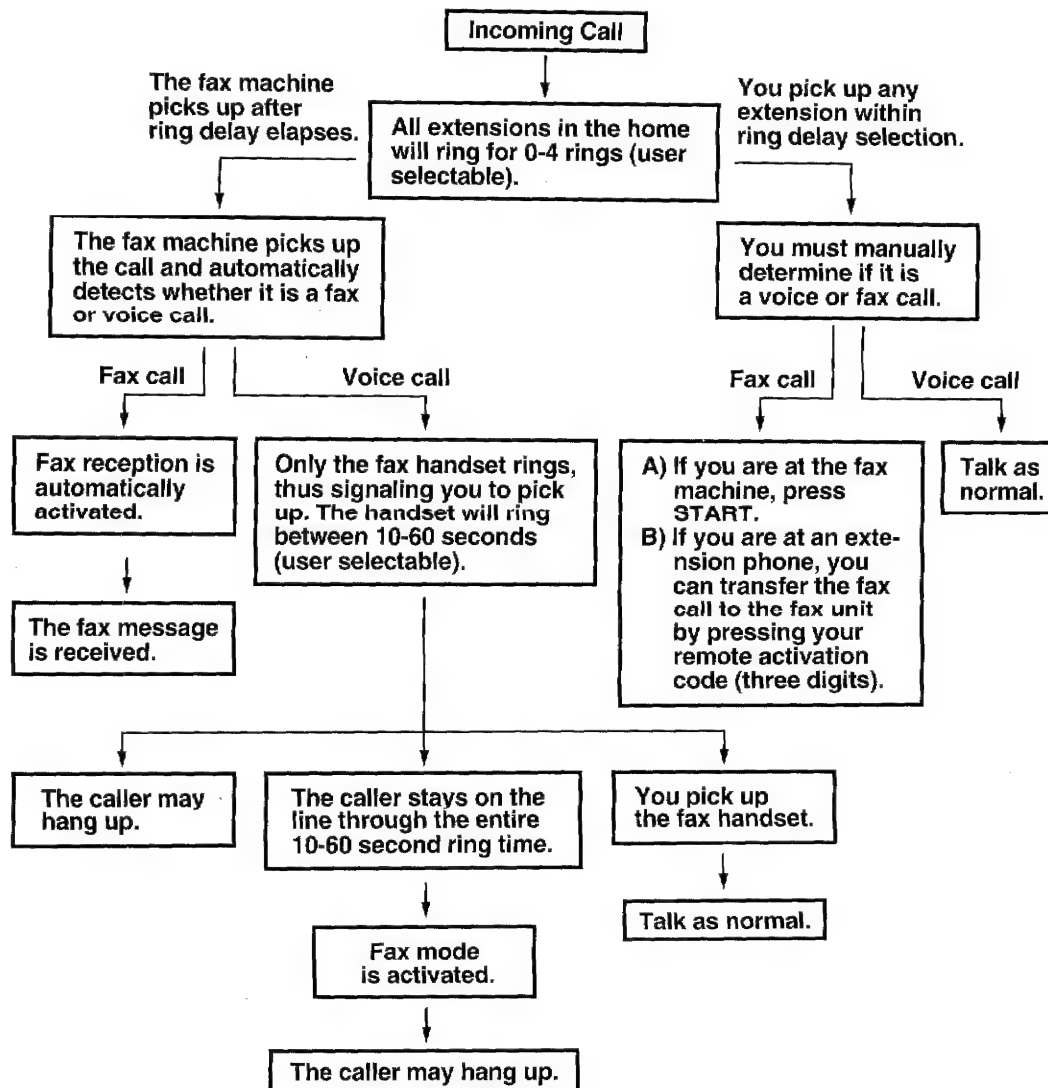 Incoming Call
The fax machine
picks up after
ring delay elapses.
All extensions in the home
will ring for 0-4 rings (user
selectable).
You pick up any
extension within
ring delay selection.
The fax machine picks up
the call and automatically
detects whether it is a fax
or voice call.
You must manually
determine if it is
a voice or fax call.
Fax call
Voice call
Fax call
Voice call
Fax reception is
automatically
activated.
Only the fax handset rings,
thus signaling you to pick
up. The handset will ring
between 10-60 seconds
(user selectable).
A) If you are at the fax
machine, press
START.
B) If you are at an exten-
sion phone, you
can transfer the fax
call to the fax unit
by pressing your
remote activation
code (three digits).
Talk as
normal.
The fax message
is received.
The caller may
hang up.
The caller stays on the
line through the entire
10-60 second ring time.
You pick up
the fax handset.
Talk as normal.
Fax mode
is activated.
The caller may hang up.